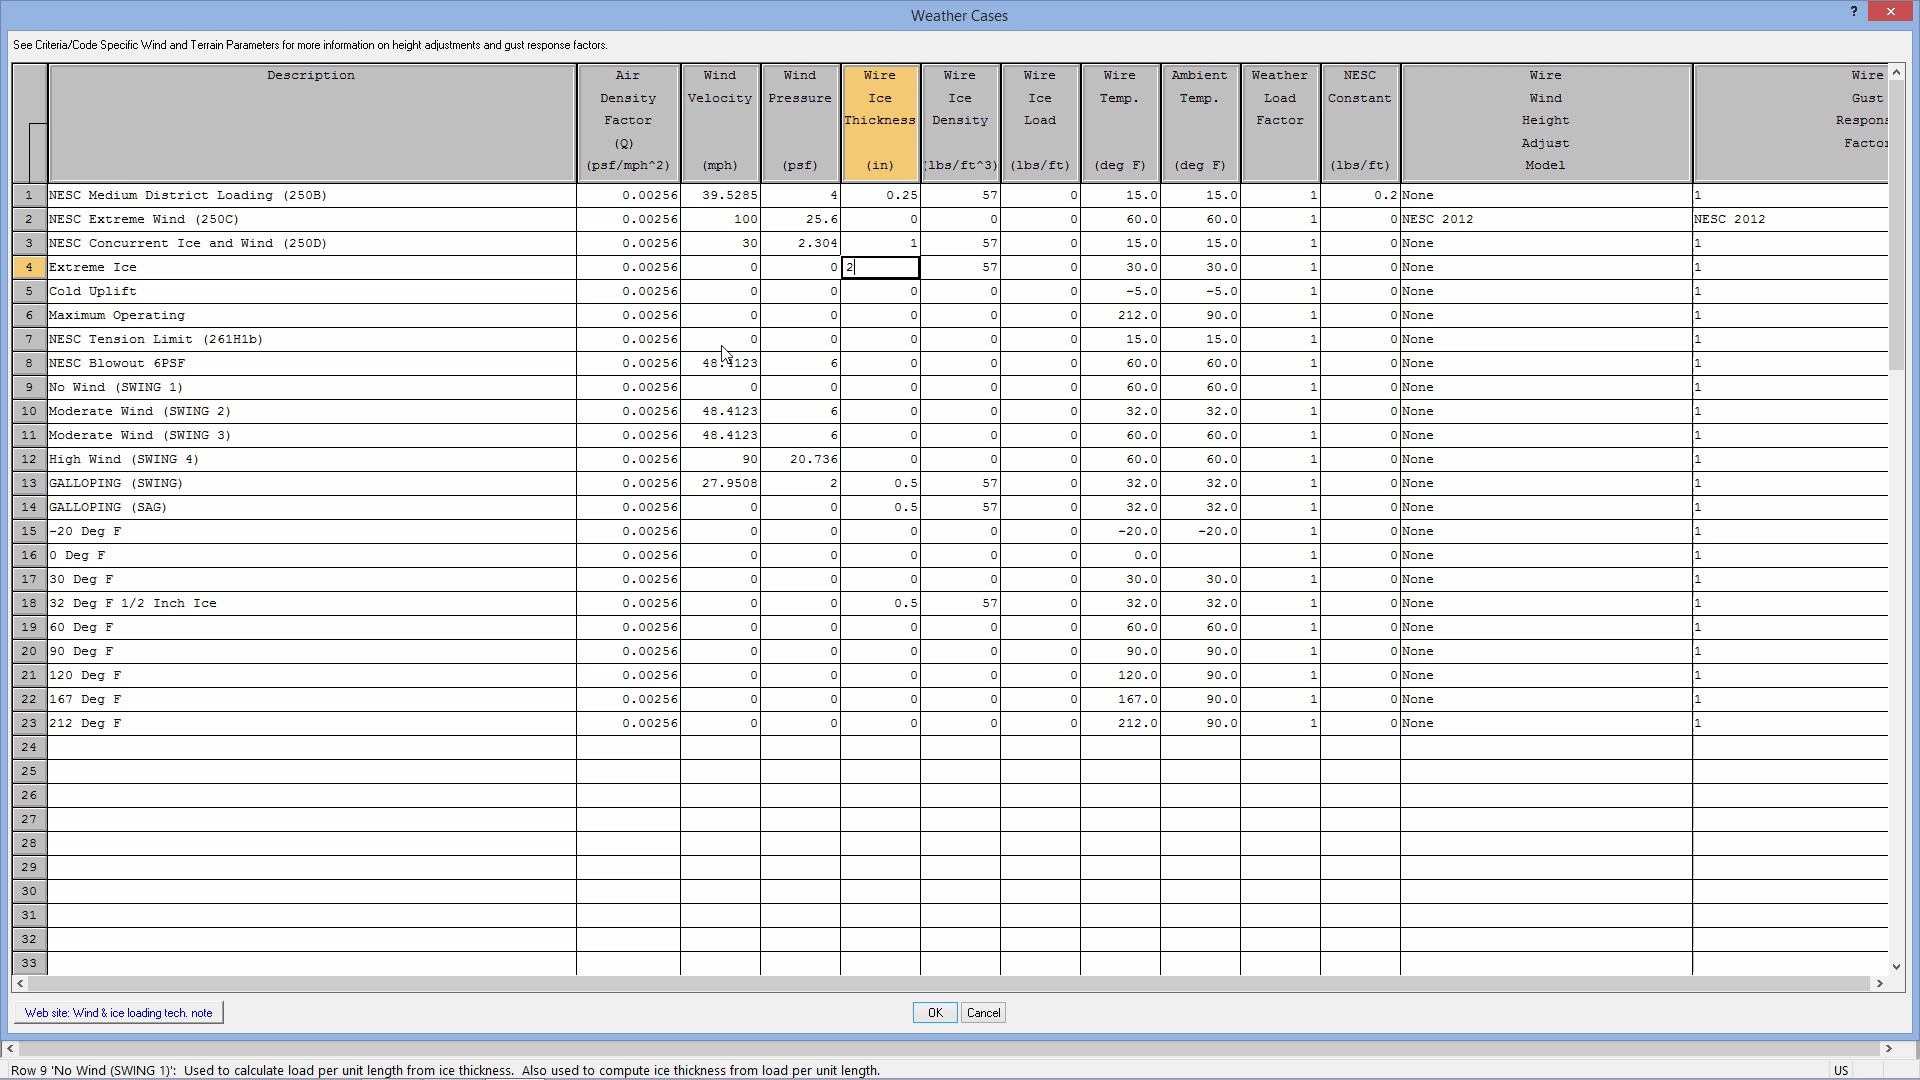 Weather Cases
?
See Criteria/Code Specific Wind and Terrain Parameters for more information on height adjustments and gust response factors.
Description Air Wind Wind Wire Wire Wire Wire Ambient Weather NESC Wire Wire
Density Velocity Pressure Ice Ice Ice Temp. Temp. Load Constant Wind Gust
Factor Thickness Density Load Factor Height Respons
(Q) Adjust Factor
(psf/mph^2) (mph) (psf) (in) (lbs/ft^3) (lbs/ft) (deg F) (deg F) (lbs/ft) Model
1 NESC Medium District Loading (250B) 0.00256 39.5285 4 0.25 57 0 15.0 15.0 1 0.2 None 1
2 NESC Extreme Wind (250C) 0.00256 100 25.6 0 0 0 60.0 60.0 1 0 NESC 2012 NESC 2012
3 NESC Concurrent Ice and Wind (250D) 0.00256 30 2.304 1 57 0 15.0 15.0 1 0 None 1
4 Extreme Ice 0.00256 0 0 2 57 0 30.0 30.0 1 0 None 1
5 Cold Uplift 0.00256 0 0 0 0 0 -5.0 -5.0 1 0 None 1
6 Maximum Operating 0.00256 0 0 0 0 0 212.0 90.0 1 0 None 1
7 NESC Tension Limit (261H1b) 0.00256 0 0 0 0 0 15.0 15.0 1 0 None 1
8 NESC Blowout 6PSF 0.00256 48.4123 6 0 0 0 60.0 60.0 1 0 None 1
9 No Wind (SWING 1) 0.00256 0 0 0 0 0 60.0 60.0 1 0 None 1
10 Moderate Wind (SWING 2) 0.00256 48.4123 6 0 0 0 32.0 32.0 1 0 None 1
11 Moderate Wind (SWING 3) 0.00256 48.4123 6 0 0 0 60.0 60.0 1 0 None 1
12 High Wind (SWING 4) 0.00256 90 20.736 0 0 0 60.0 60.0 1 0 None 1
13 GALLOPING (SWING) 0.00256 27.9508 2 0.5 57 0 32.0 32.0 1 0 None 1
14 GALLOPING (SAG) 0.00256 0 0 0.5 57 0 32.0 32.0 1 0 None 1
15 -20 Deg F 0.00256 0 0 0 0 0 -20.0 -20.0 1 0 None 1
16 0 Deg F 0.00256 0 0 0 0 0 0.0 1 0 None 1
17 30 Deg F 0.00256 0 0 0 0 0 30.0 30.0 1 0 None 1
18 32 Deg F 1/2 Inch Ice 0.00256 0 0 0.5 57 0 32.0 32.0 1 0 None 1
19 60 Deg F 0.00256 0 0 0 0 0 60.0 60.0 1 0 None 1
20 90 Deg F 0.00256 0 0 0 0 0 90.0 90.0 1 0 None 1
21 120 Deg F 0.00256 0 0 0 0 0 120.0 90.0 1 0 None 1
22 167 Deg F 0.00256 0 0 0 0 0 167.0 90.0 1 0 None 1
23 212 Deg F 0.00256 0 0 0 0 0 212.0 90.0 1 0 None 1
24
25
26
27
28
29
30
31
32
33
Web site: Wind & ice loading tech. note OK Cancel
Row 9 'No Wind (SWING 1)': Used to calculate load per unit length from ice thickness. Also used to compute ice thickness from load per unit length. US